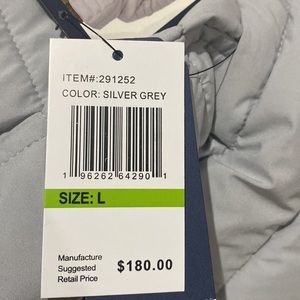 ITEM#:291252
COLOR: SILVER GREY
1 96262 64290 1
SIZE: L
Manufacture
Suggested
Retail Price
$180.00